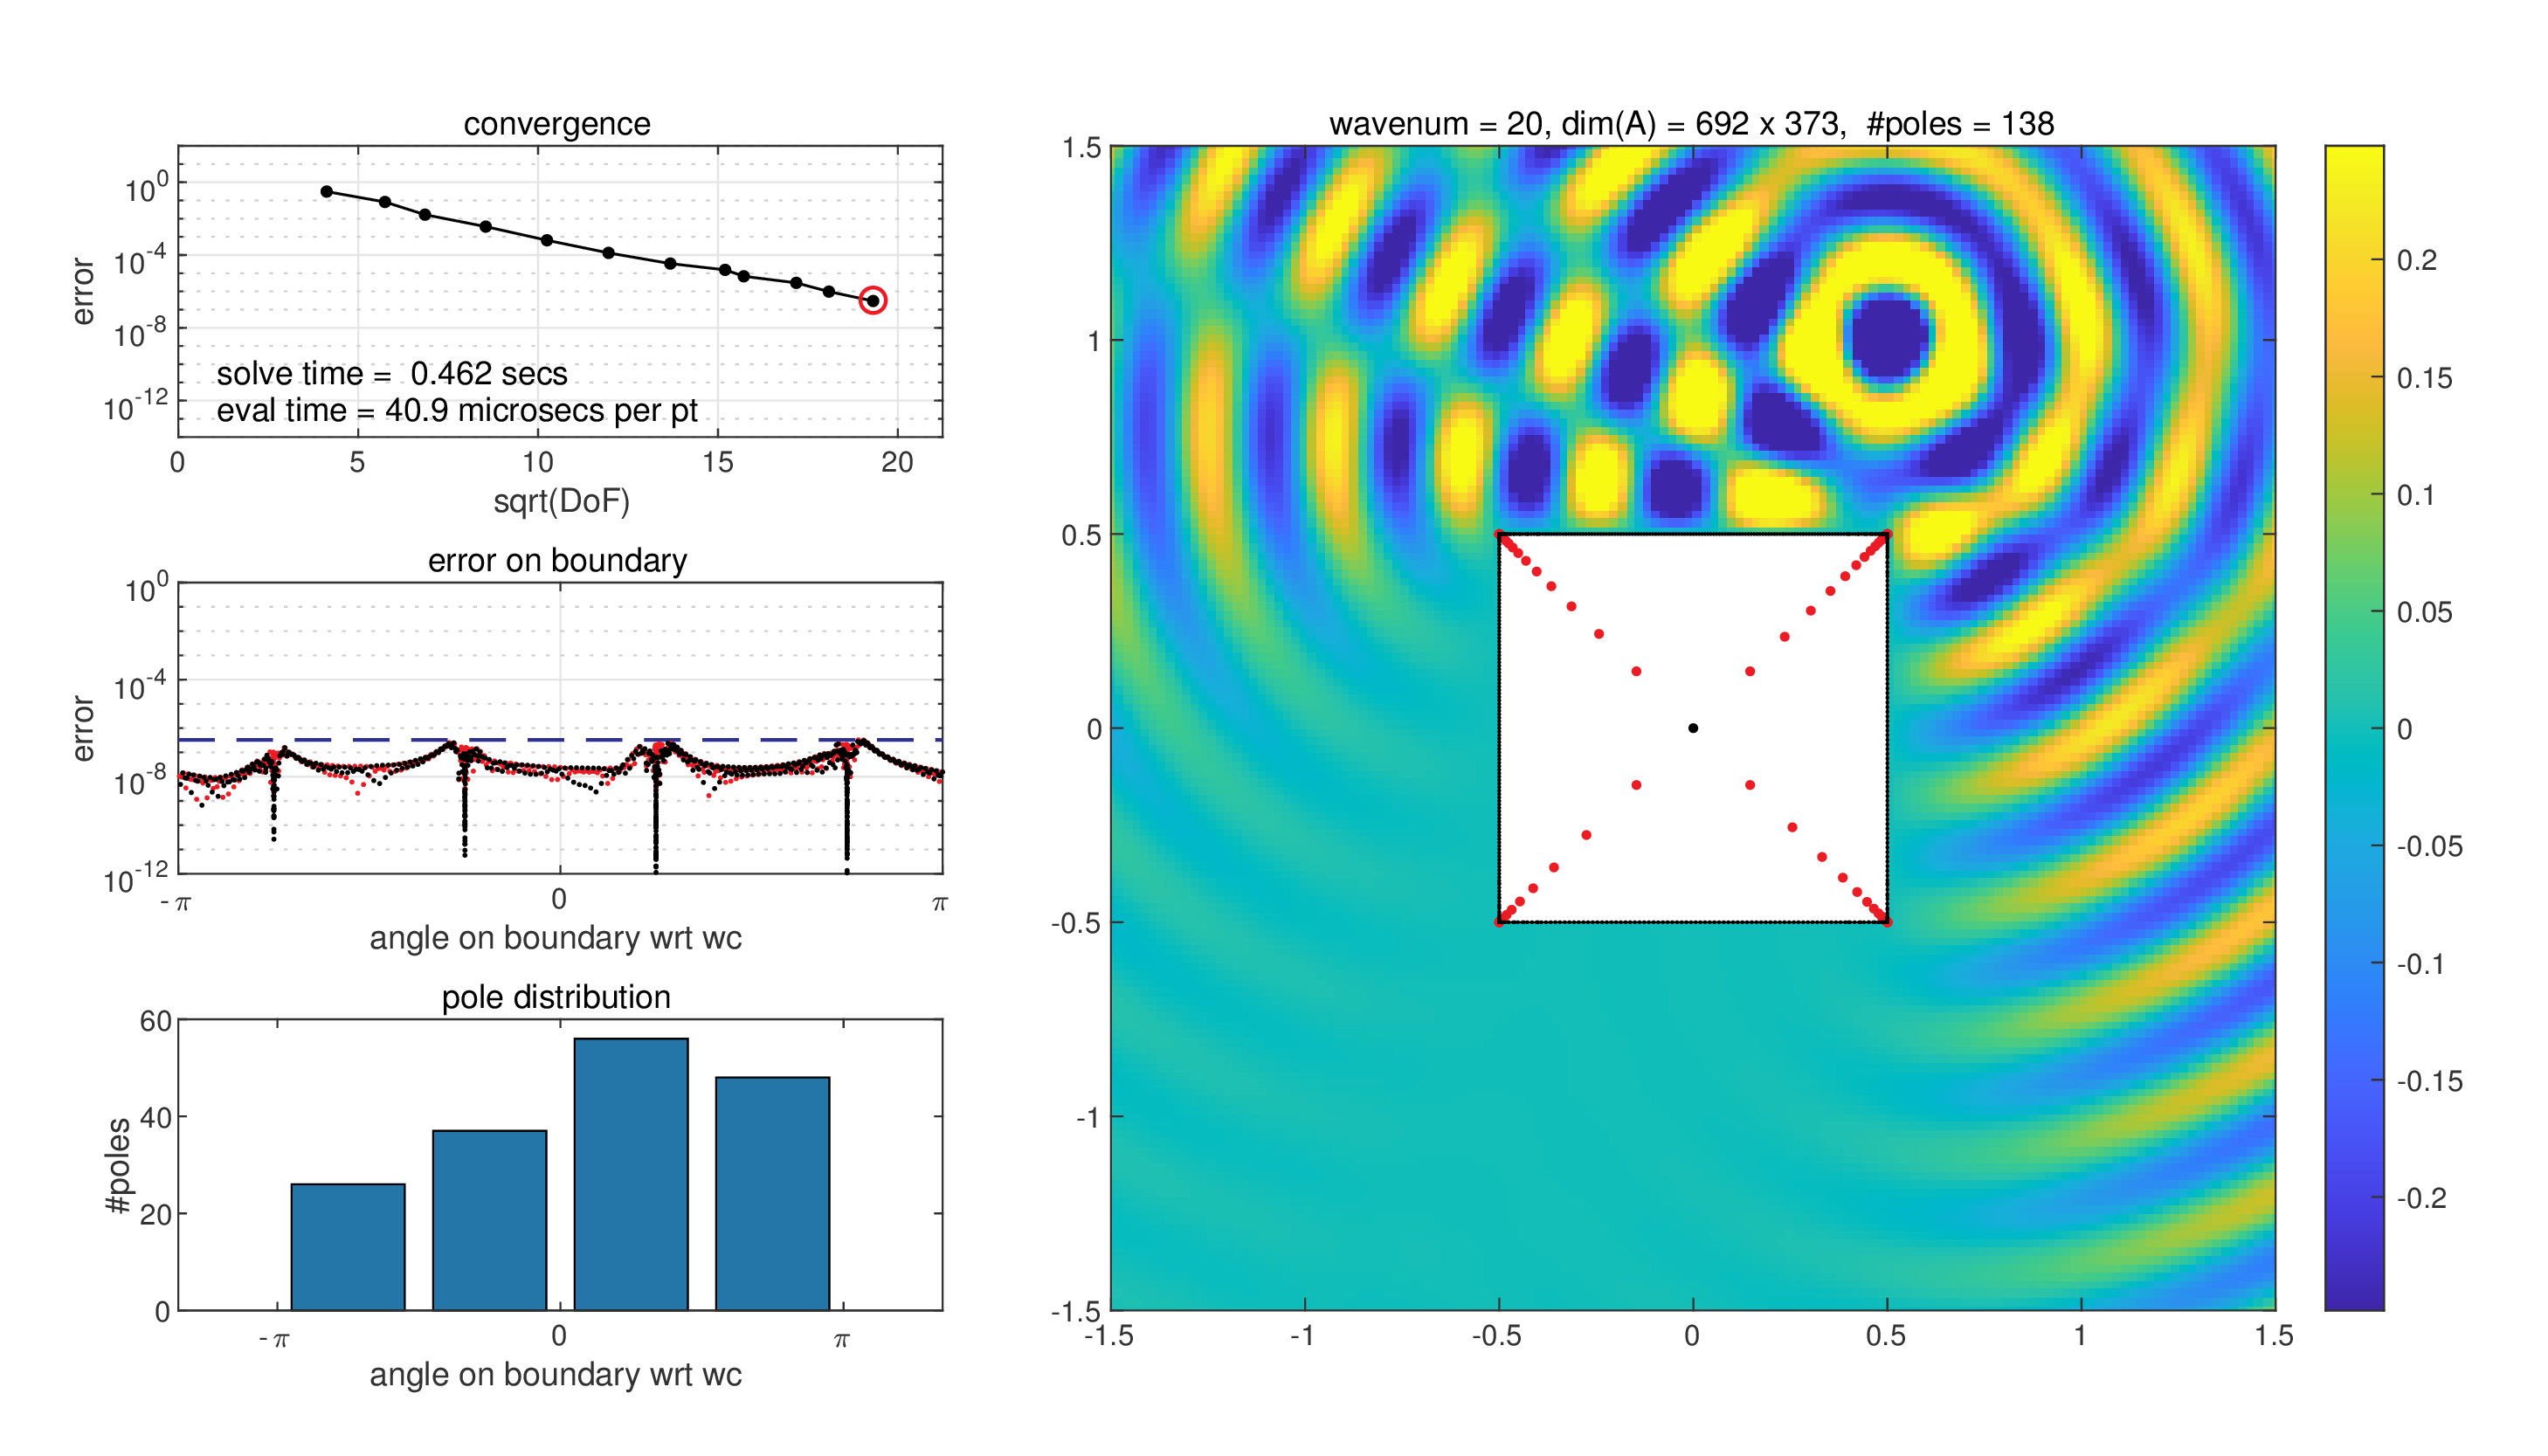 convergence
10^0
10^-4
10^-8
10^-12
error
solve time =  0.462 secs
eval time = 40.9 microsecs per pt
0 5 10 15 20
sqrt(DoF)
error on boundary
10^0
10^-4
10^-8
10^-12
error
-π 0 π
angle on boundary wrt wc
pole distribution
60
40
20
0
#poles
-π 0 π
angle on boundary wrt wc
wavenum = 20, dim(A) = 692 x 373,  #poles = 138
1.5
1
0.5
0
-0.5
-1
-1.5
-1.5 -1 -0.5 0 0.5 1 1.5
0.2
0.15
0.1
0.05
0
-0.05
-0.1
-0.15
-0.2